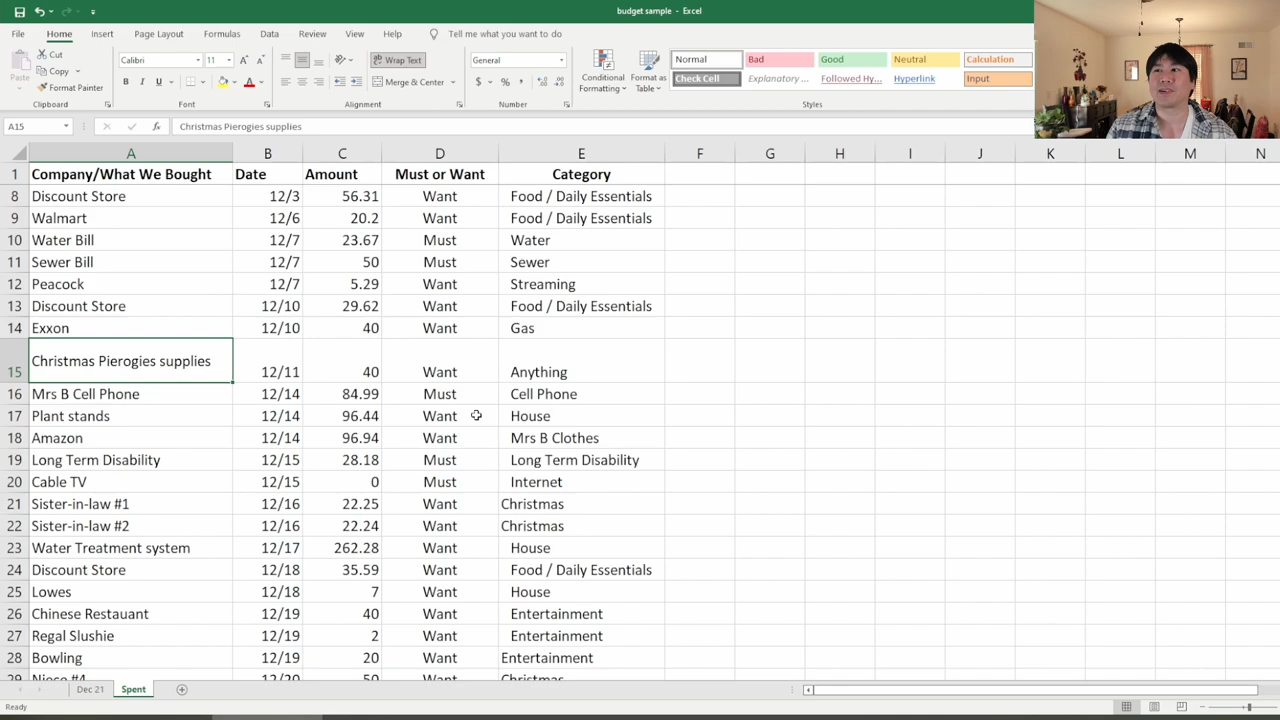 budget sample - Excel
File Home Insert Page Layout Formulas Data Review View Help Tell me what you want to do
Paste
Cut
Copy
Format Painter
Clipboard
Calibri 11
A A
B I U
A
Font
Wrap Text
Merge & Center
Alignment
General
$ % ,
Number
Conditional Formatting
Format as Table
Normal Bad Good Neutral Calculation
Check Cell Explanatory ... Followed Hy... Hyperlink Input
Styles
A15 fx Christmas Pierogies supplies
A B C D E F G H I J K L M N
1 Company/What We Bought Date Amount Must or Want Category
8 Discount Store 12/3 56.31 Want Food / Daily Essentials
9 Walmart 12/6 20.2 Want Food / Daily Essentials
10 Water Bill 12/7 23.67 Must Water
11 Sewer Bill 12/7 50 Must Sewer
12 Peacock 12/7 5.29 Want Streaming
13 Discount Store 12/10 29.62 Want Food / Daily Essentials
14 Exxon 12/10 40 Want Gas
15 Christmas Pierogies supplies 12/11 40 Want Anything
16 Mrs B Cell Phone 12/14 84.99 Must Cell Phone
17 Plant stands 12/14 96.44 Want House
18 Amazon 12/14 96.94 Want Mrs B Clothes
19 Long Term Disability 12/15 28.18 Must Long Term Disability
20 Cable TV 12/15 0 Must Internet
21 Sister-in-law #1 12/16 22.25 Want Christmas
22 Sister-in-law #2 12/16 22.24 Want Christmas
23 Water Treatment system 12/17 262.28 Want House
24 Discount Store 12/18 35.59 Want Food / Daily Essentials
25 Lowes 12/18 7 Want House
26 Chinese Restauant 12/19 40 Want Entertainment
27 Regal Slushie 12/19 2 Want Entertainment
28 Bowling 12/19 20 Want Entertainment
29 Niece #4 12/20 50 Want Christmas
Dec 21 Spent
Ready